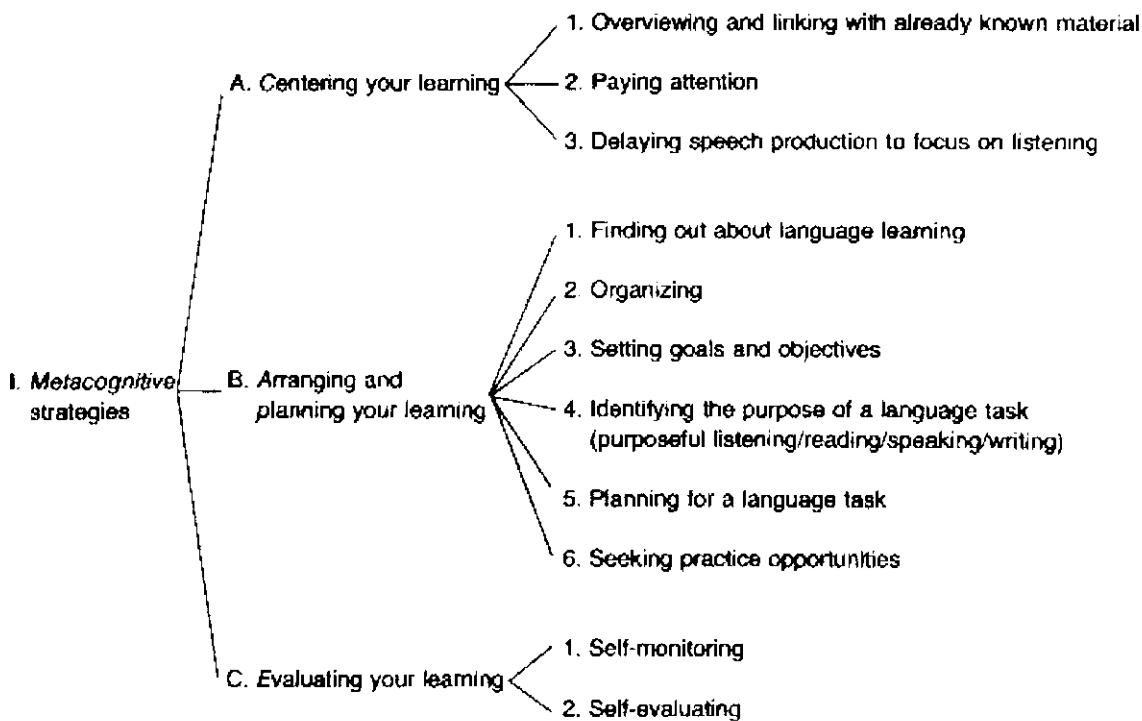 1. Overviewing and linking with already known material
A. Centering your learning
2. Paying attention
3. Delaying speech production to focus on listening
1. Finding out about language learning
2. Organizing
3. Setting goals and objectives
I. Metacognitive
strategies
B. Arranging and
planning your learning
4. Identifying the purpose of a language task
(purposeful listening/reading/speaking/writing)
5. Planning for a language task
6. Seeking practice opportunities
C. Evaluating your learning
1. Self-monitoring
2. Self-evaluating